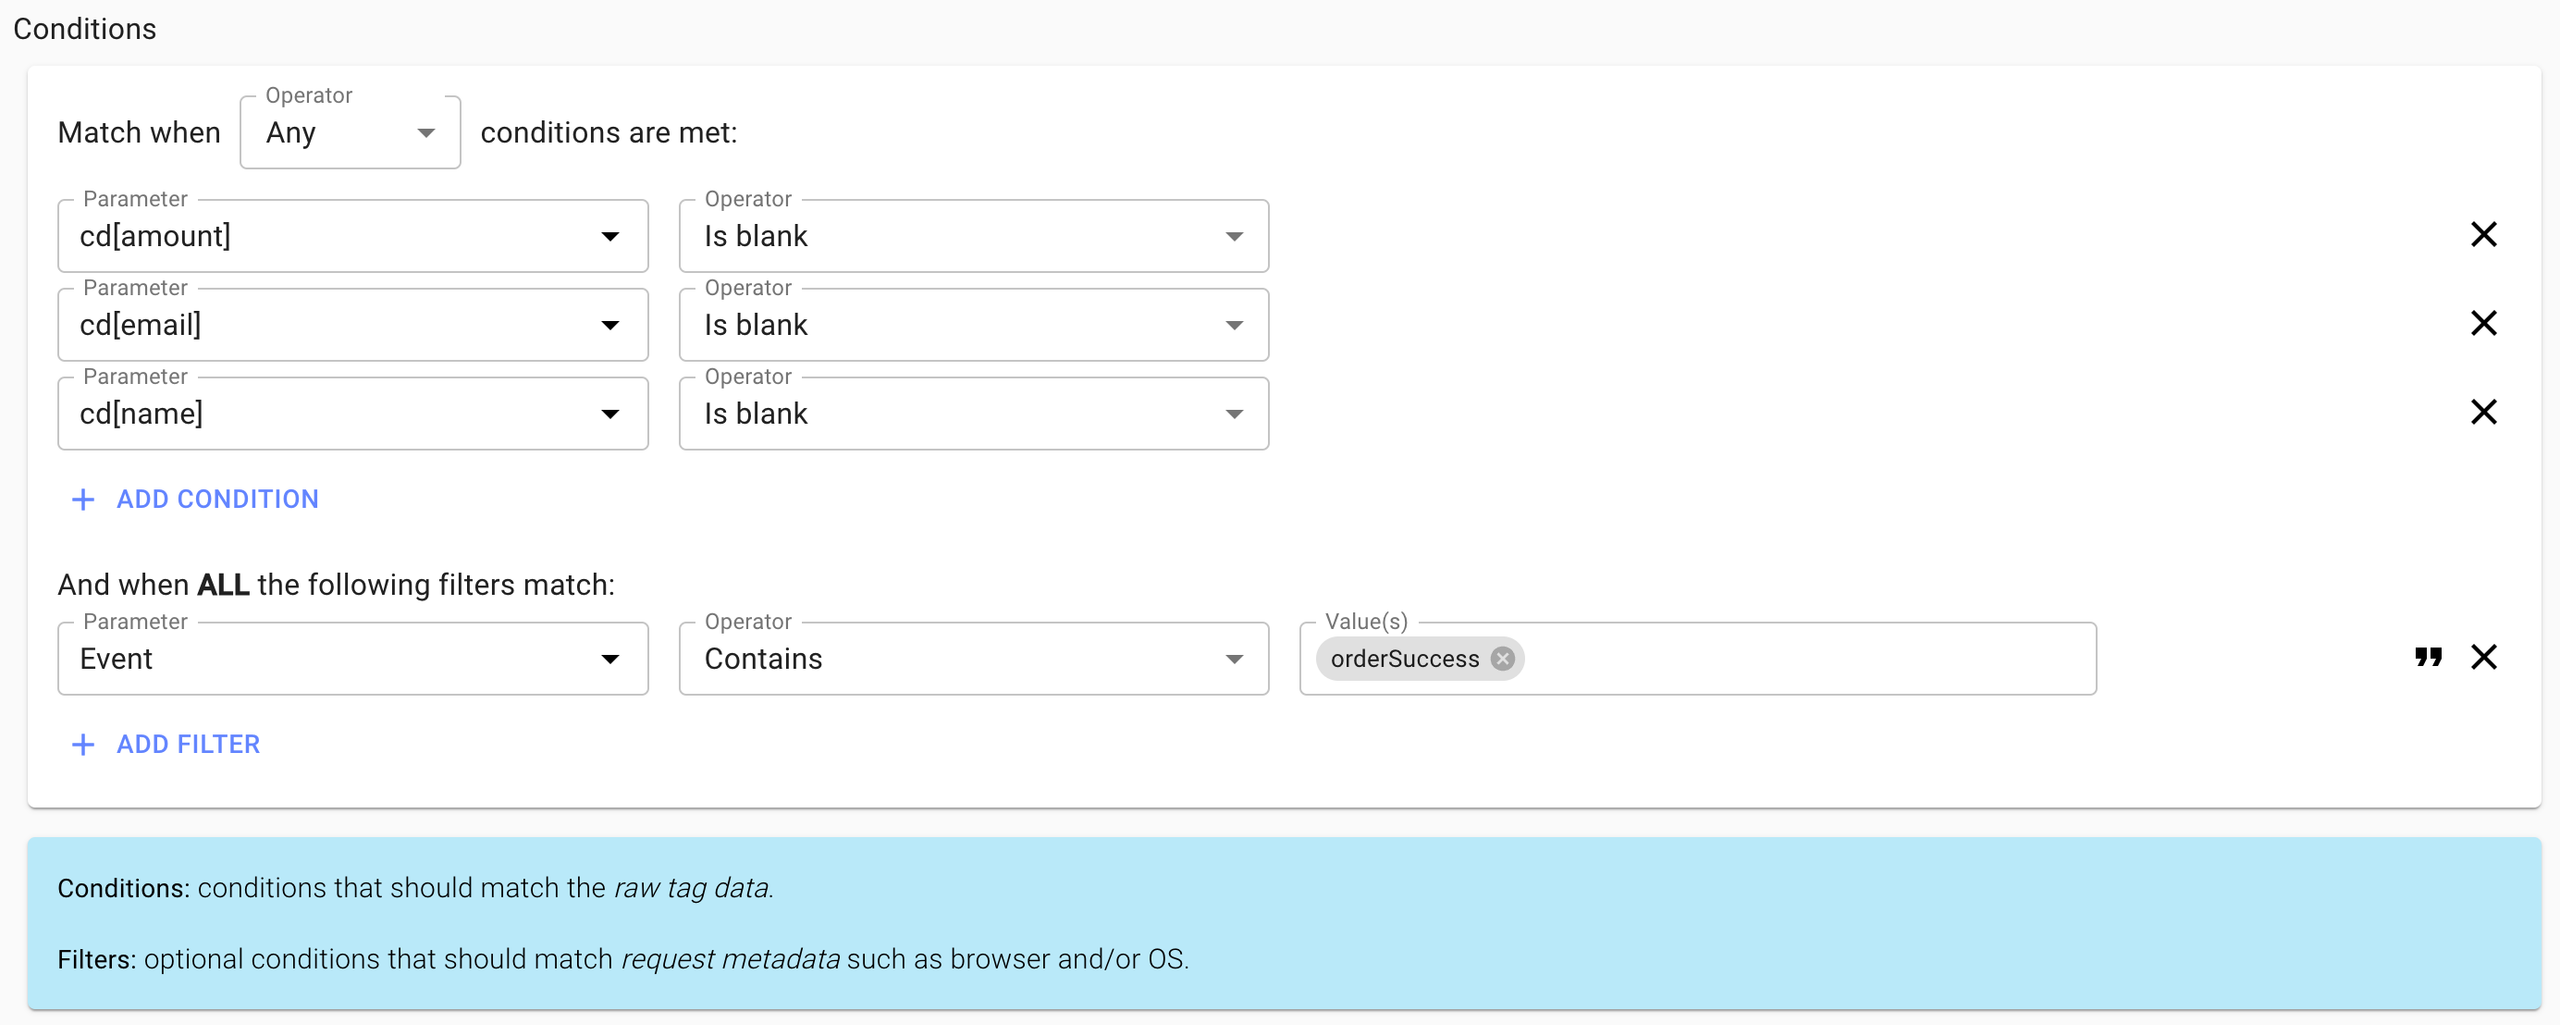 Conditions
Operator
Match when Any conditions are met:
Parameter Operator
cd[amount] Is blank
Parameter Operator
cd[email] Is blank
Parameter Operator
cd[name] Is blank
+ ADD CONDITION
And when ALL the following filters match:
Parameter Operator Value(s)
Event Contains orderSuccess
+ ADD FILTER
Conditions: conditions that should match the raw tag data.
Filters: optional conditions that should match request metadata such as browser and/or OS.